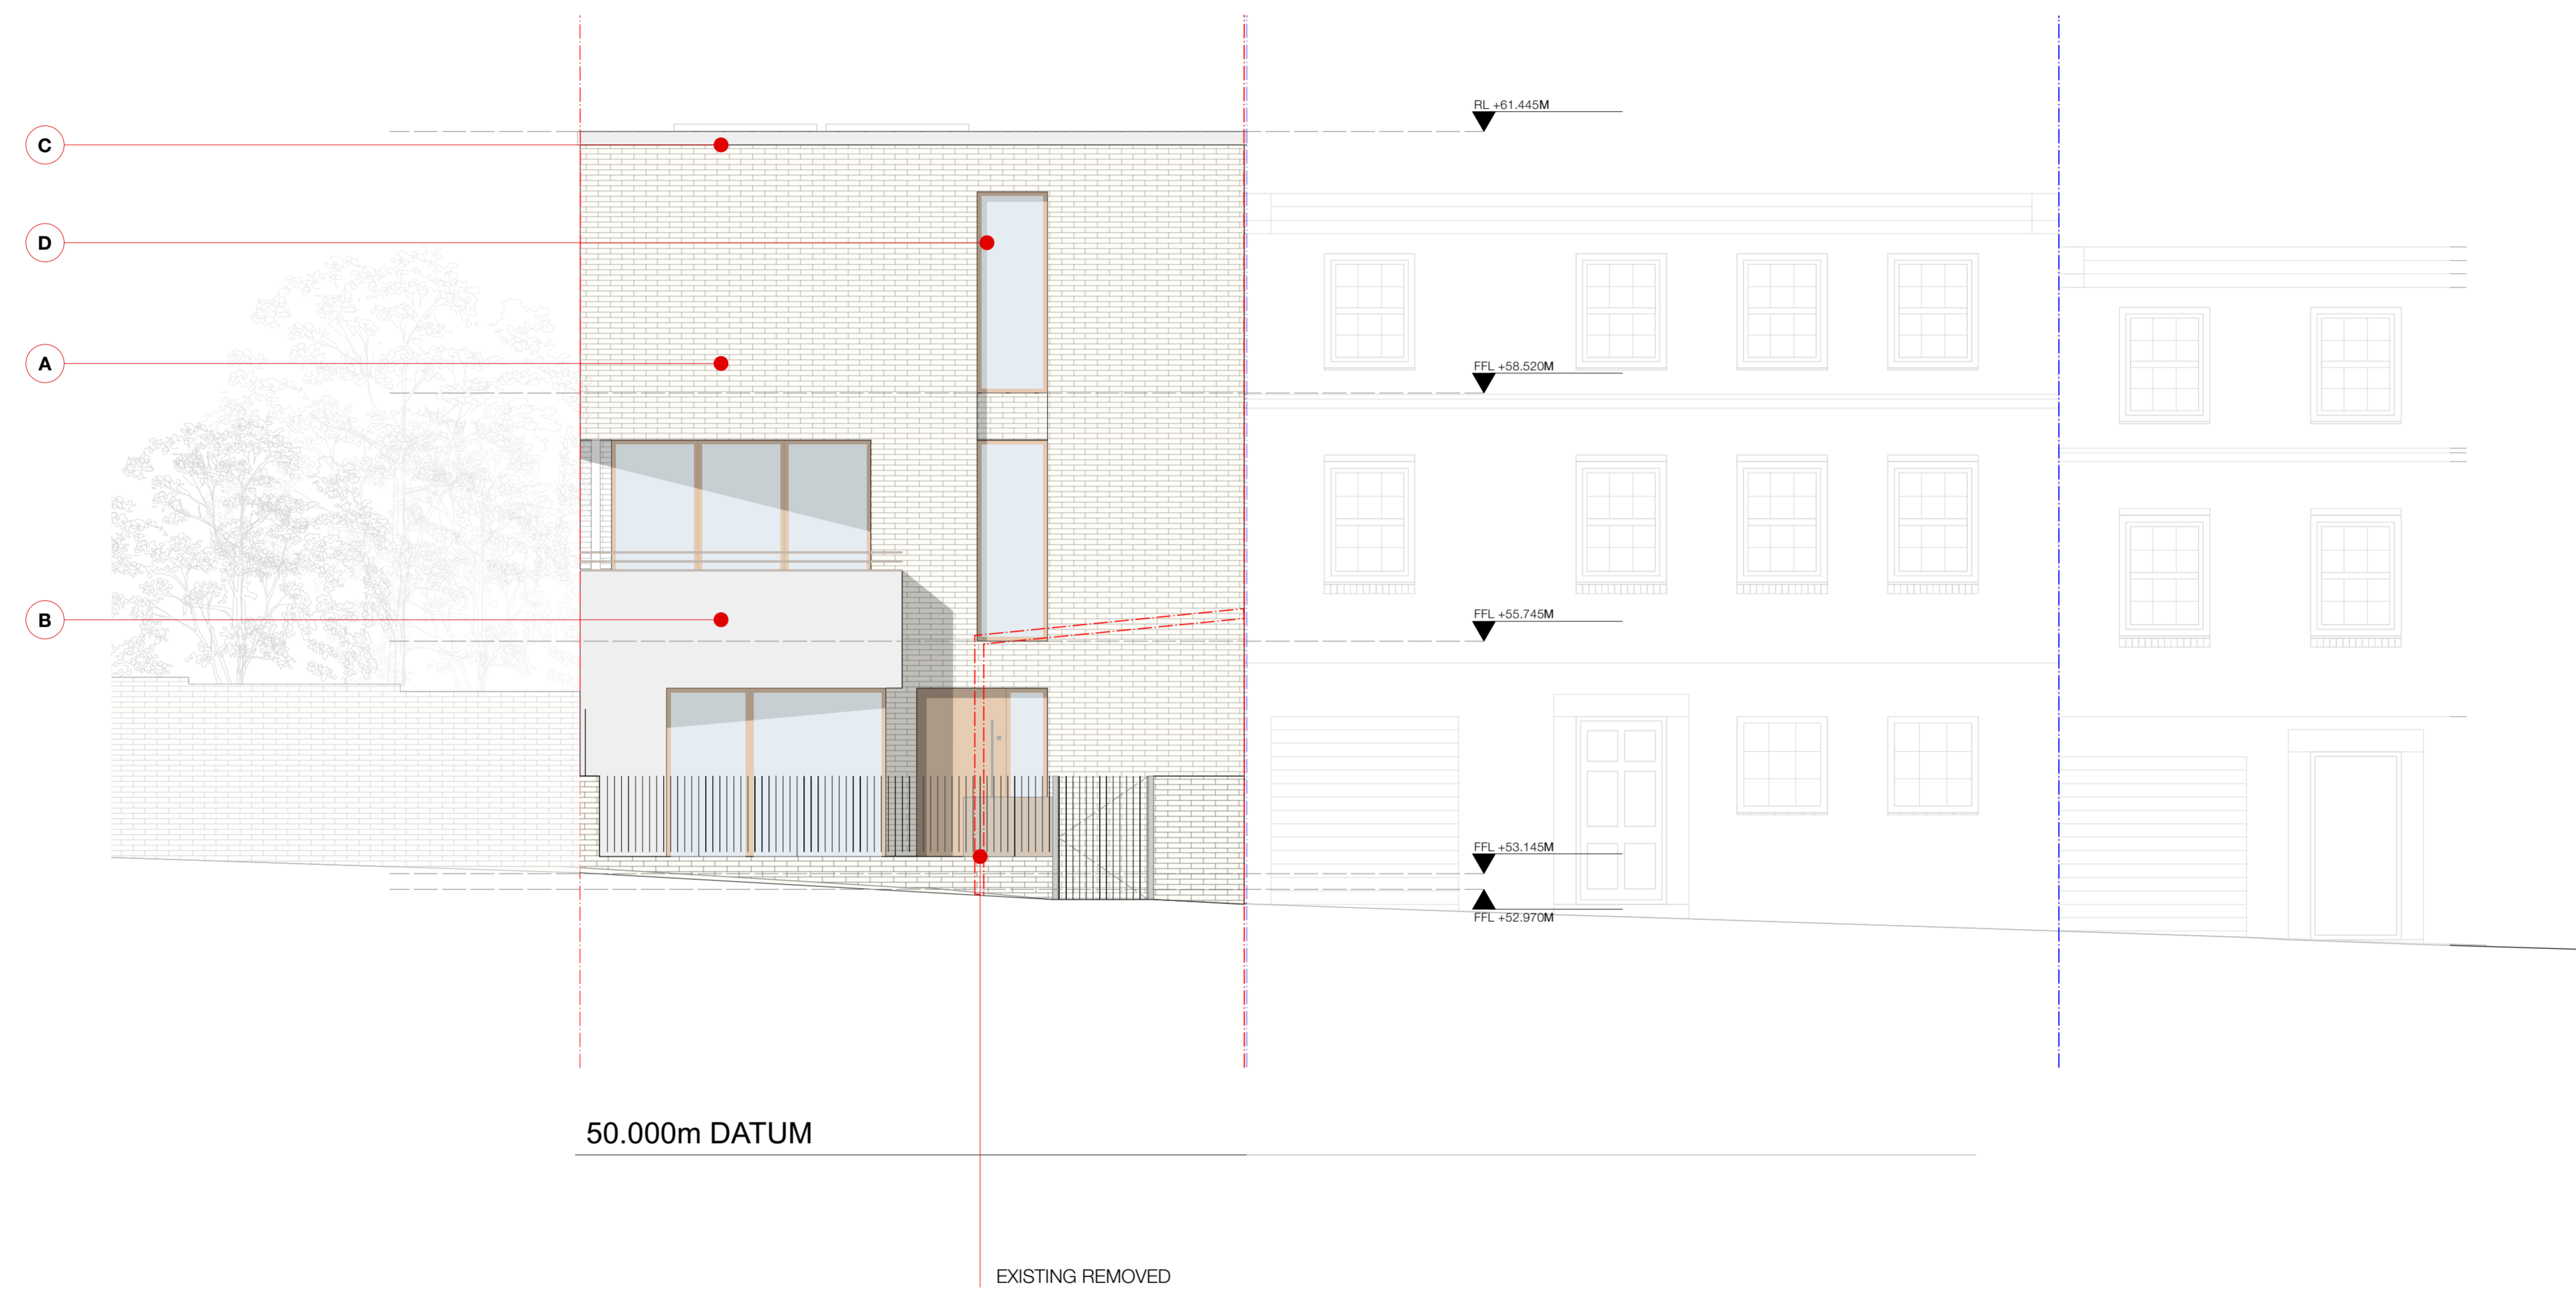 RL +61.445M
C
D
A
FFL +58.520M
B
FFL +55.745M
FFL +53.145M
FFL +52.970M
50.000m DATUM
EXISTING REMOVED